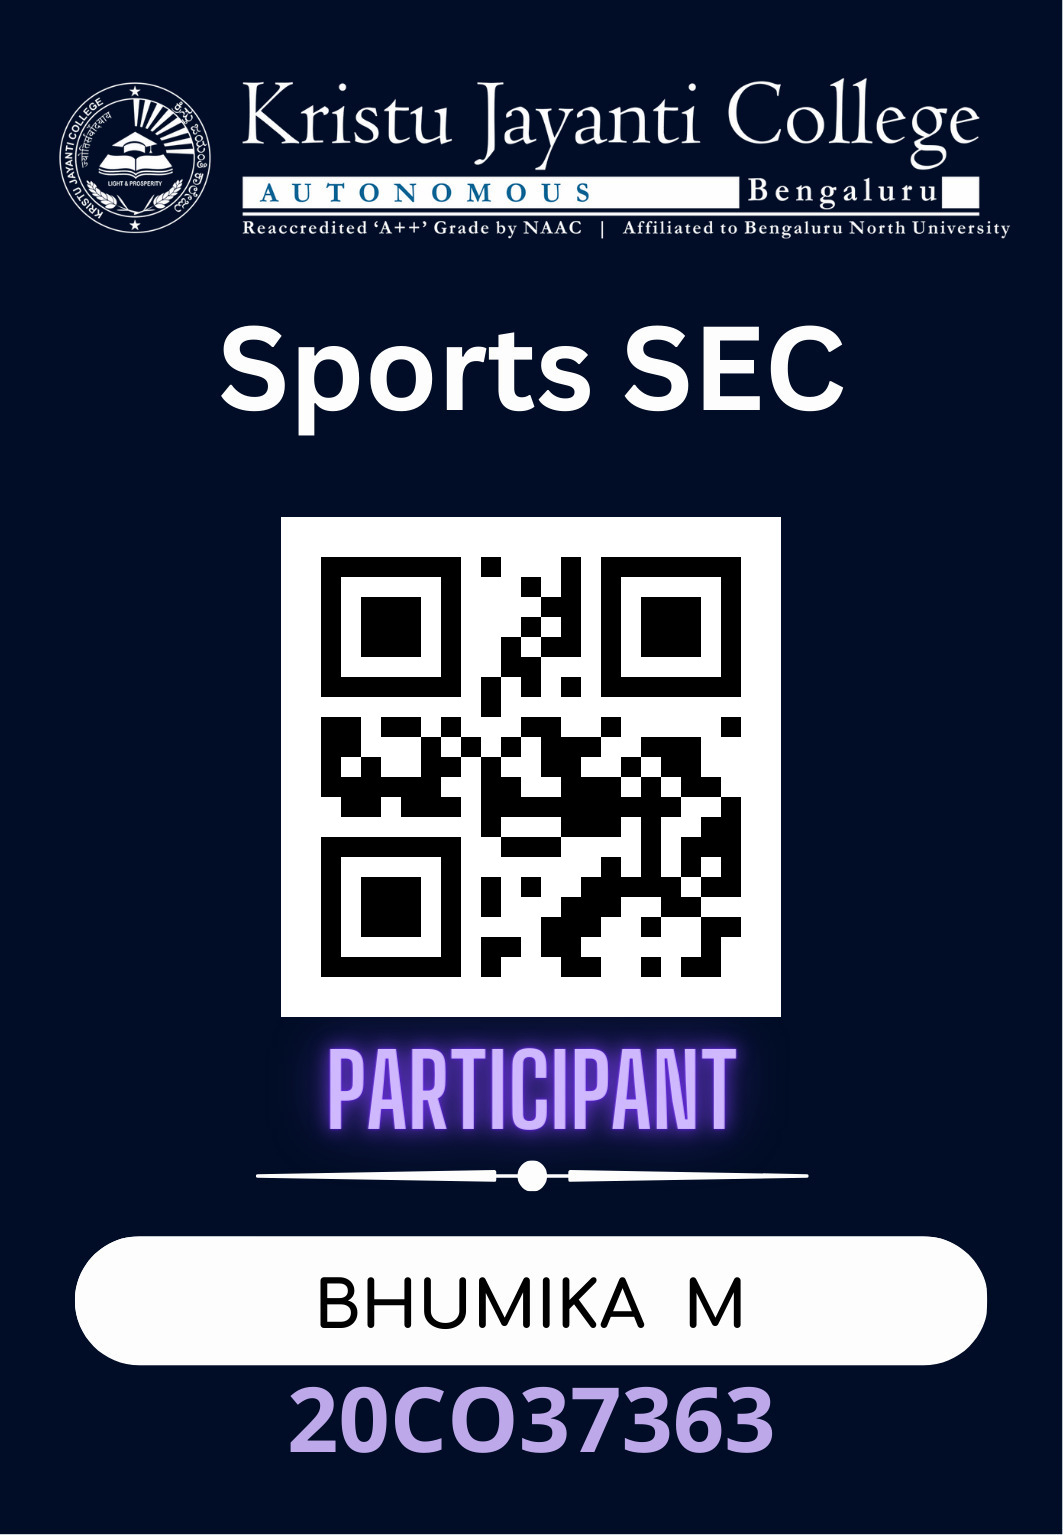 KRISTU JAYANTI COLLEGE
LIGHT & PROSPERITY
Kristu Jayanti College
AUTONOMOUS Bengaluru
Reaccredited ‘A++’ Grade by NAAC | Affiliated to Bengaluru North University
Sports SEC
PARTICIPANT
BHUMIKA M
20CO37363